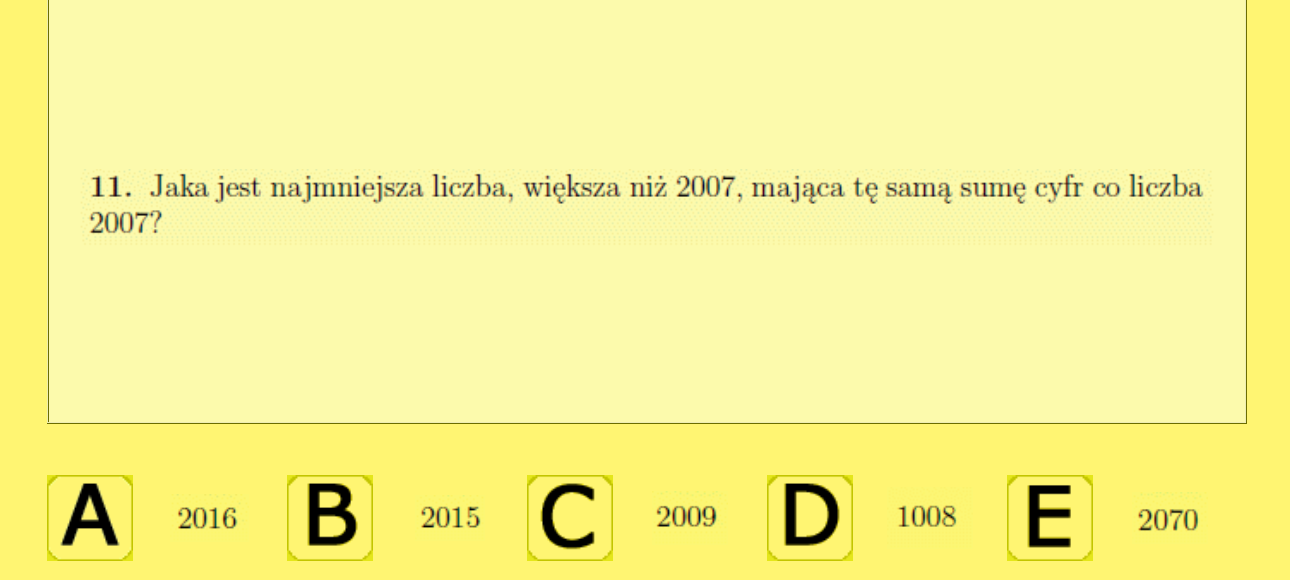 11. Jaka jest najmniejsza liczba, większa niż 2007, mająca tę samą sumę cyfr co liczba
2007?
A 2016 B 2015 C 2009 D 1008 E 2070